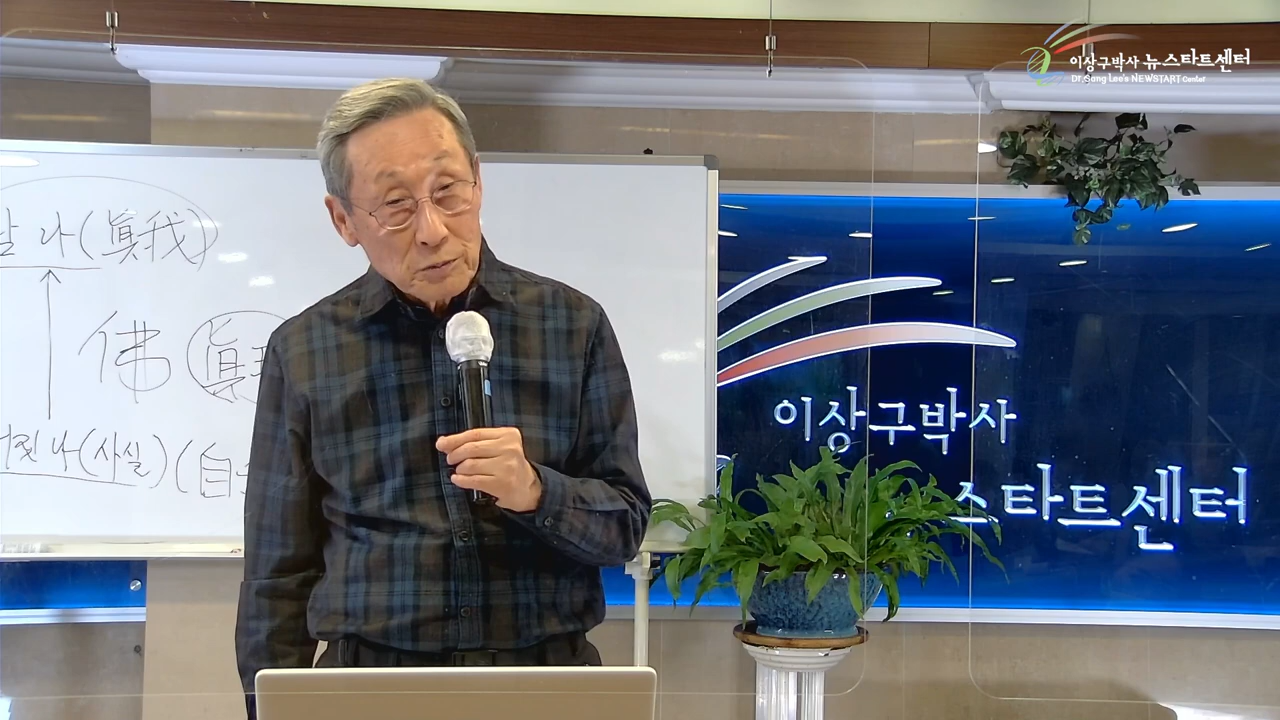 이상구박사 뉴스타트센터
Dr. Sang Lee's NEWSTART Center
나(眞我)
佛(眞
나(사실)(自
이상구박사
스타트센터